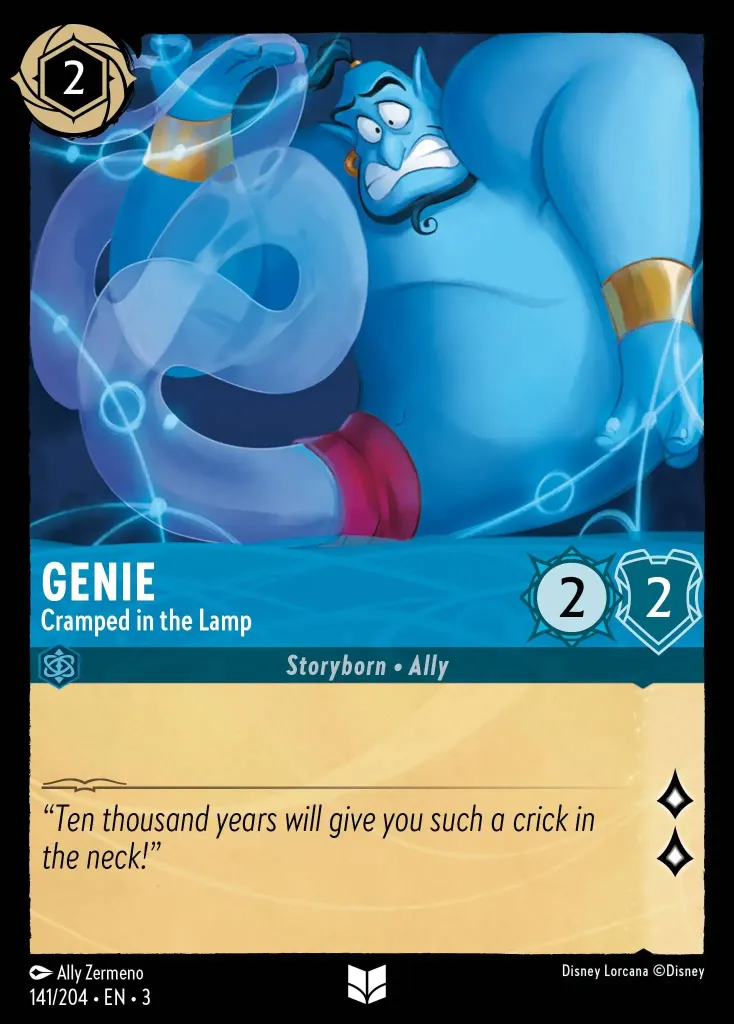 2
GENIE
Cramped in the Lamp
2
2
Storyborn • Ally
“Ten thousand years will give you such a crick in
the neck!”
Ally Zermeno
Disney Lorcana ©Disney
141/204 • EN • 3